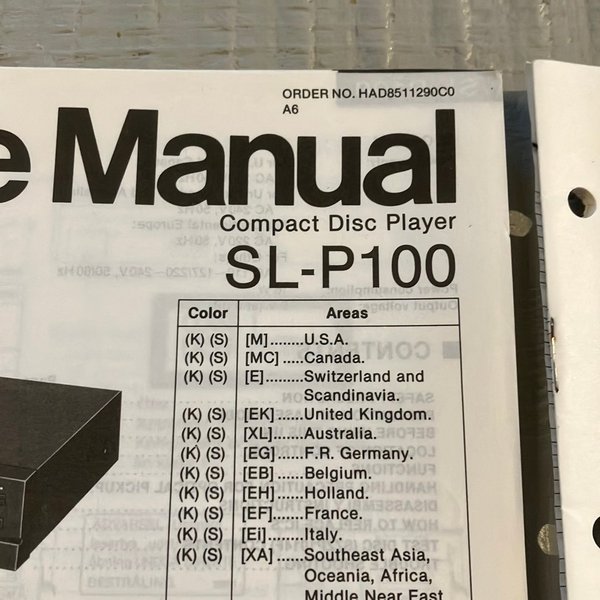 ORDER NO. HAD8511290C0
A6
e Manual
Compact Disc Player
SL-P100
Color Areas
(K) (S) [M]........U.S.A.
(K) (S) [MC] .....Canada.
(K) (S) [E].........Switzerland and
Scandinavia.
(K) (S) [EK]......United Kingdom.
(K) (S) [XL].......Australia.
(K) (S) [EG]......F.R. Germany.
(K) (S) [EB]......Belgium.
(K) (S) [EH]......Holland.
(K) (S) [EF].......France.
(K) (S) [Ei]........Italy.
(K) (S) [XA] ......Southeast Asia,
Oceania, Africa,
Middle Near East